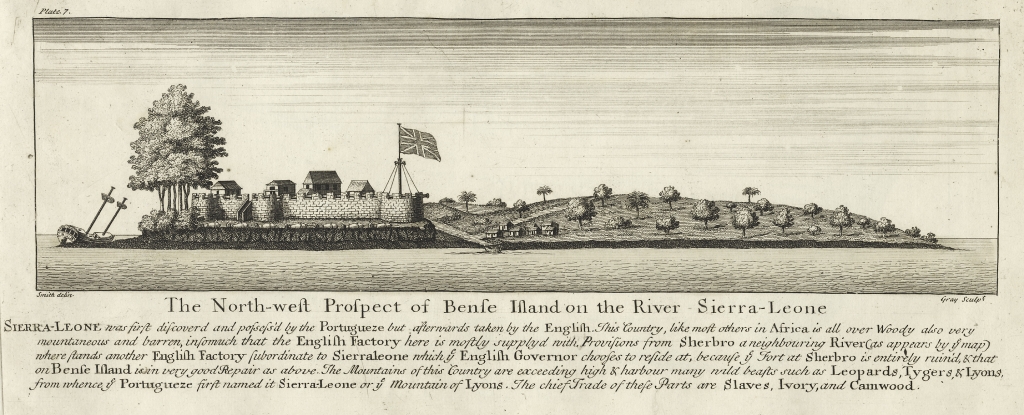 Plate. 7.
Smith delin
Gray Sculpt
The North-weſt Proſpect of Benſe Iſland on the River Sierra-Leone
SIERRA-LEONE was firſt diſcoverd and poſseſs'd by the Portugueze but afterwards taken by the Engliſh. This Country, like moſt others in Africa is all over Woody alſo very
mountaneous and barren, inſomuch that the Engliſh Factory here is moſtly ſupplyd with Proviſions from Sherbro a neighbouring River (as appears by yͤ map)
where ſtands another Engliſh Factory ſubordinate to Sierraleone which yͤ Engliſh Governor chooſes to reſide at, becauſe yͤ Fort at Sherbro is entirely ruin'd, & that
on Benſe Iſland is in very good Repair as above. The Mountains of this Country are exceeding high & harbour many wild beaſts ſuch as Leopards, Tygers, & Lyons,
from whence yͤ Portugueze firſt named it Sierra-Leone or yͤ Mountain of Lyons. The chief Trade of theſe Parts are Slaves, Ivory, and Camwood.